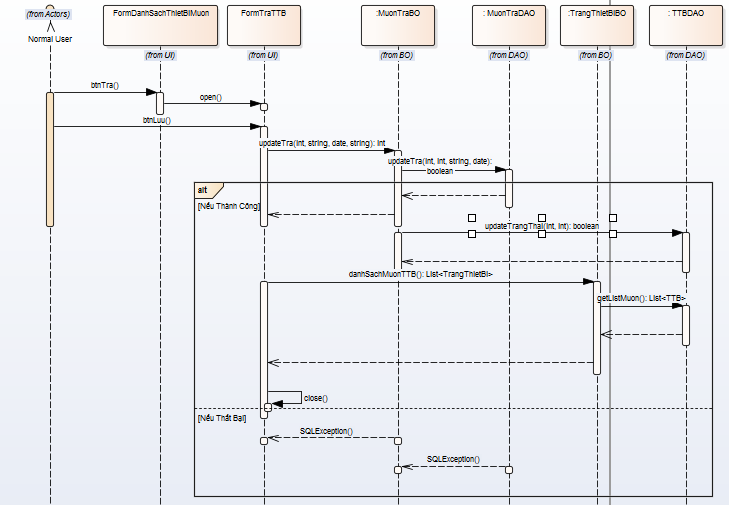 (from Actors)
Normal User
FormDanhSachThietBiMuon
(from UI)
FormTraTTB
(from UI)
:MuonTraBO
(from BO)
: MuonTraDAO
(from DAO)
:TrangThietBiBO
(from BO)
: TTBDAO
(from DAO)
btnTra()
open()
btnLuu()
updateTra(int, string, date, string): int
updateTra(int, int, string, date):
boolean
alt
[Nếu Thành Công]
updateTrangThai(int, int): boolean
danhSachMuonTTB(): List<TrangThietBi>
getListMuon(): List<TTB>
close()
[Nếu Thất Bại]
SQLException()
SQLException()